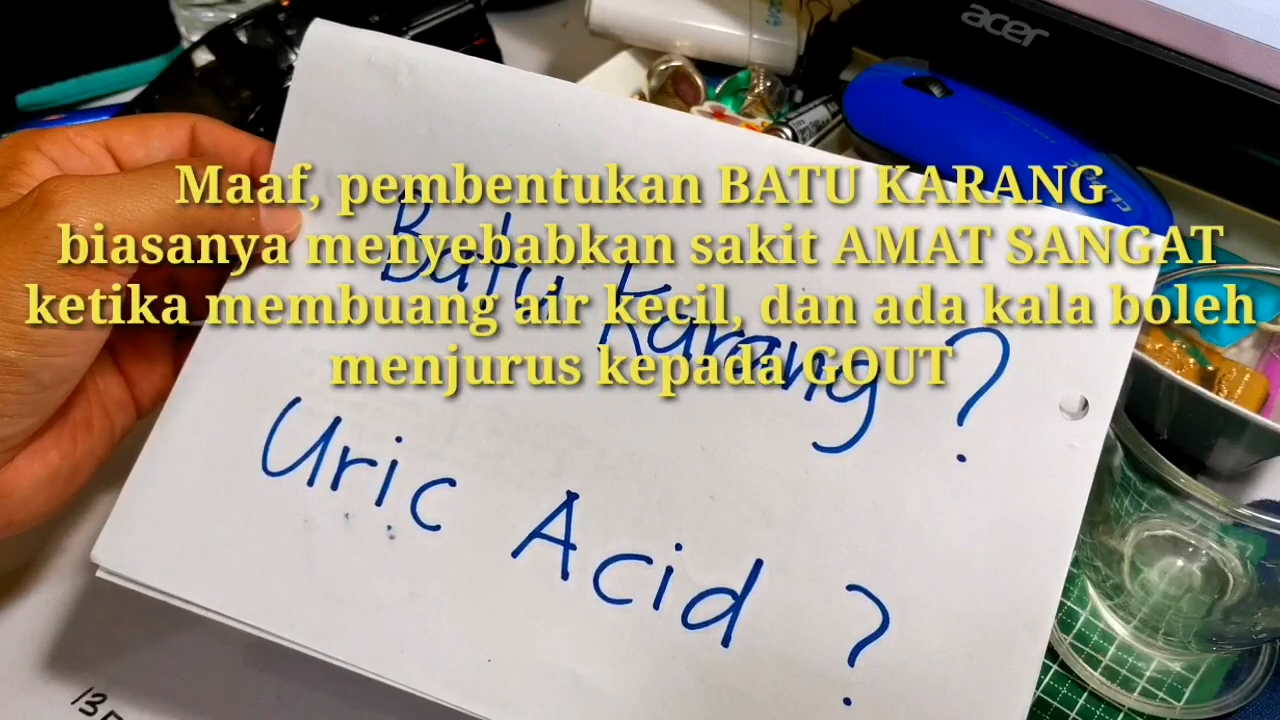 acer
Maaf, pembentukan BATU KARANG
biasanya menyebabkan sakit AMAT SANGAT
ketika membuang air kecil, dan ada kala boleh
menjurus kepada GOUT
Batu Karang ?
Uric Acid ?